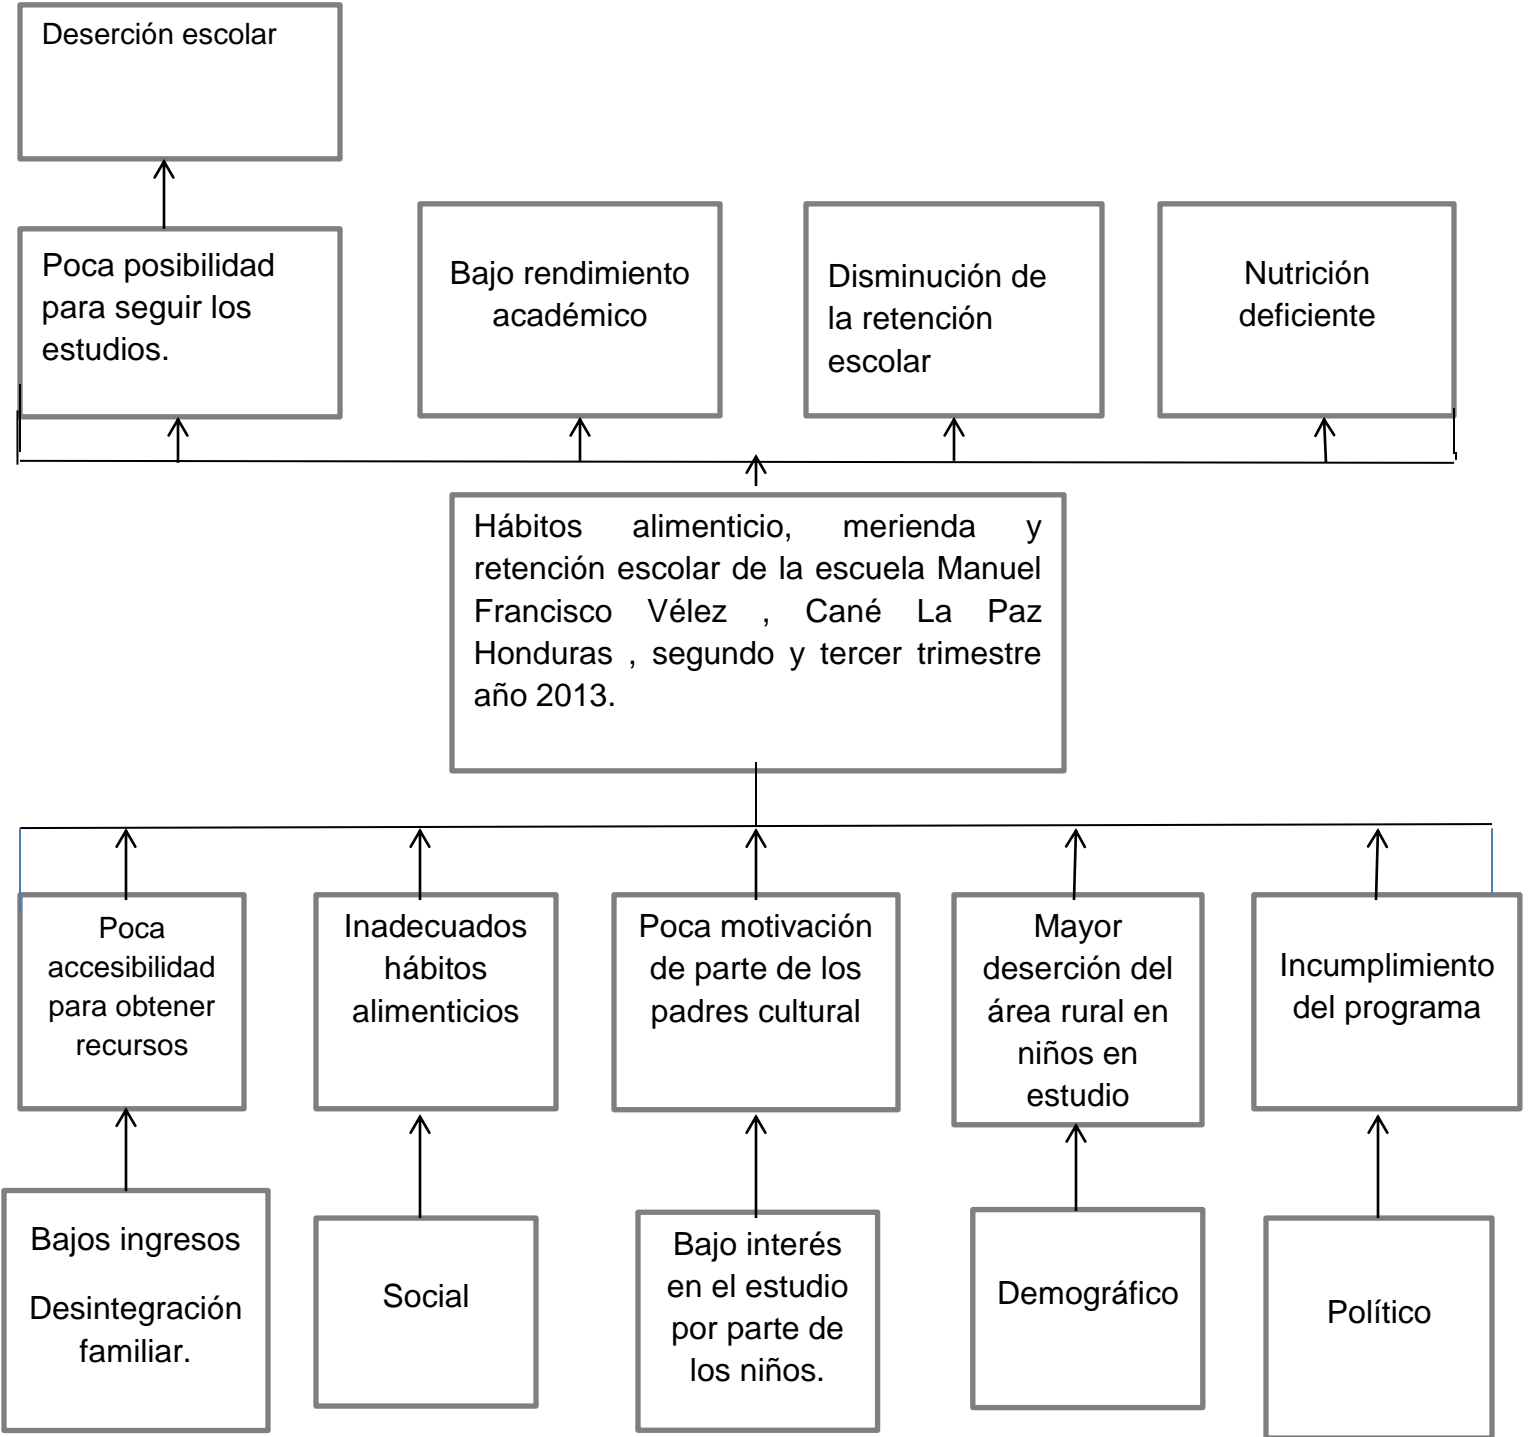 Deserción escolar
Poca posibilidad
para seguir los
estudios.
Bajo rendimiento
académico
Disminución de
la retención
escolar
Nutrición
deficiente
Hábitos alimenticio, merienda y
retención escolar de la escuela Manuel
Francisco Vélez , Cané La Paz
Honduras , segundo y tercer trimestre
año 2013.
Poca
accesibilidad
para obtener
recursos
Inadecuados
hábitos
alimenticios
Poca motivación
de parte de los
padres cultural
Mayor
deserción del
área rural en
niños en
estudio
Incumplimiento
del programa
Bajos ingresos
Desintegración
familiar.
Social
Bajo interés
en el estudio
por parte de
los niños.
Demográfico
Político